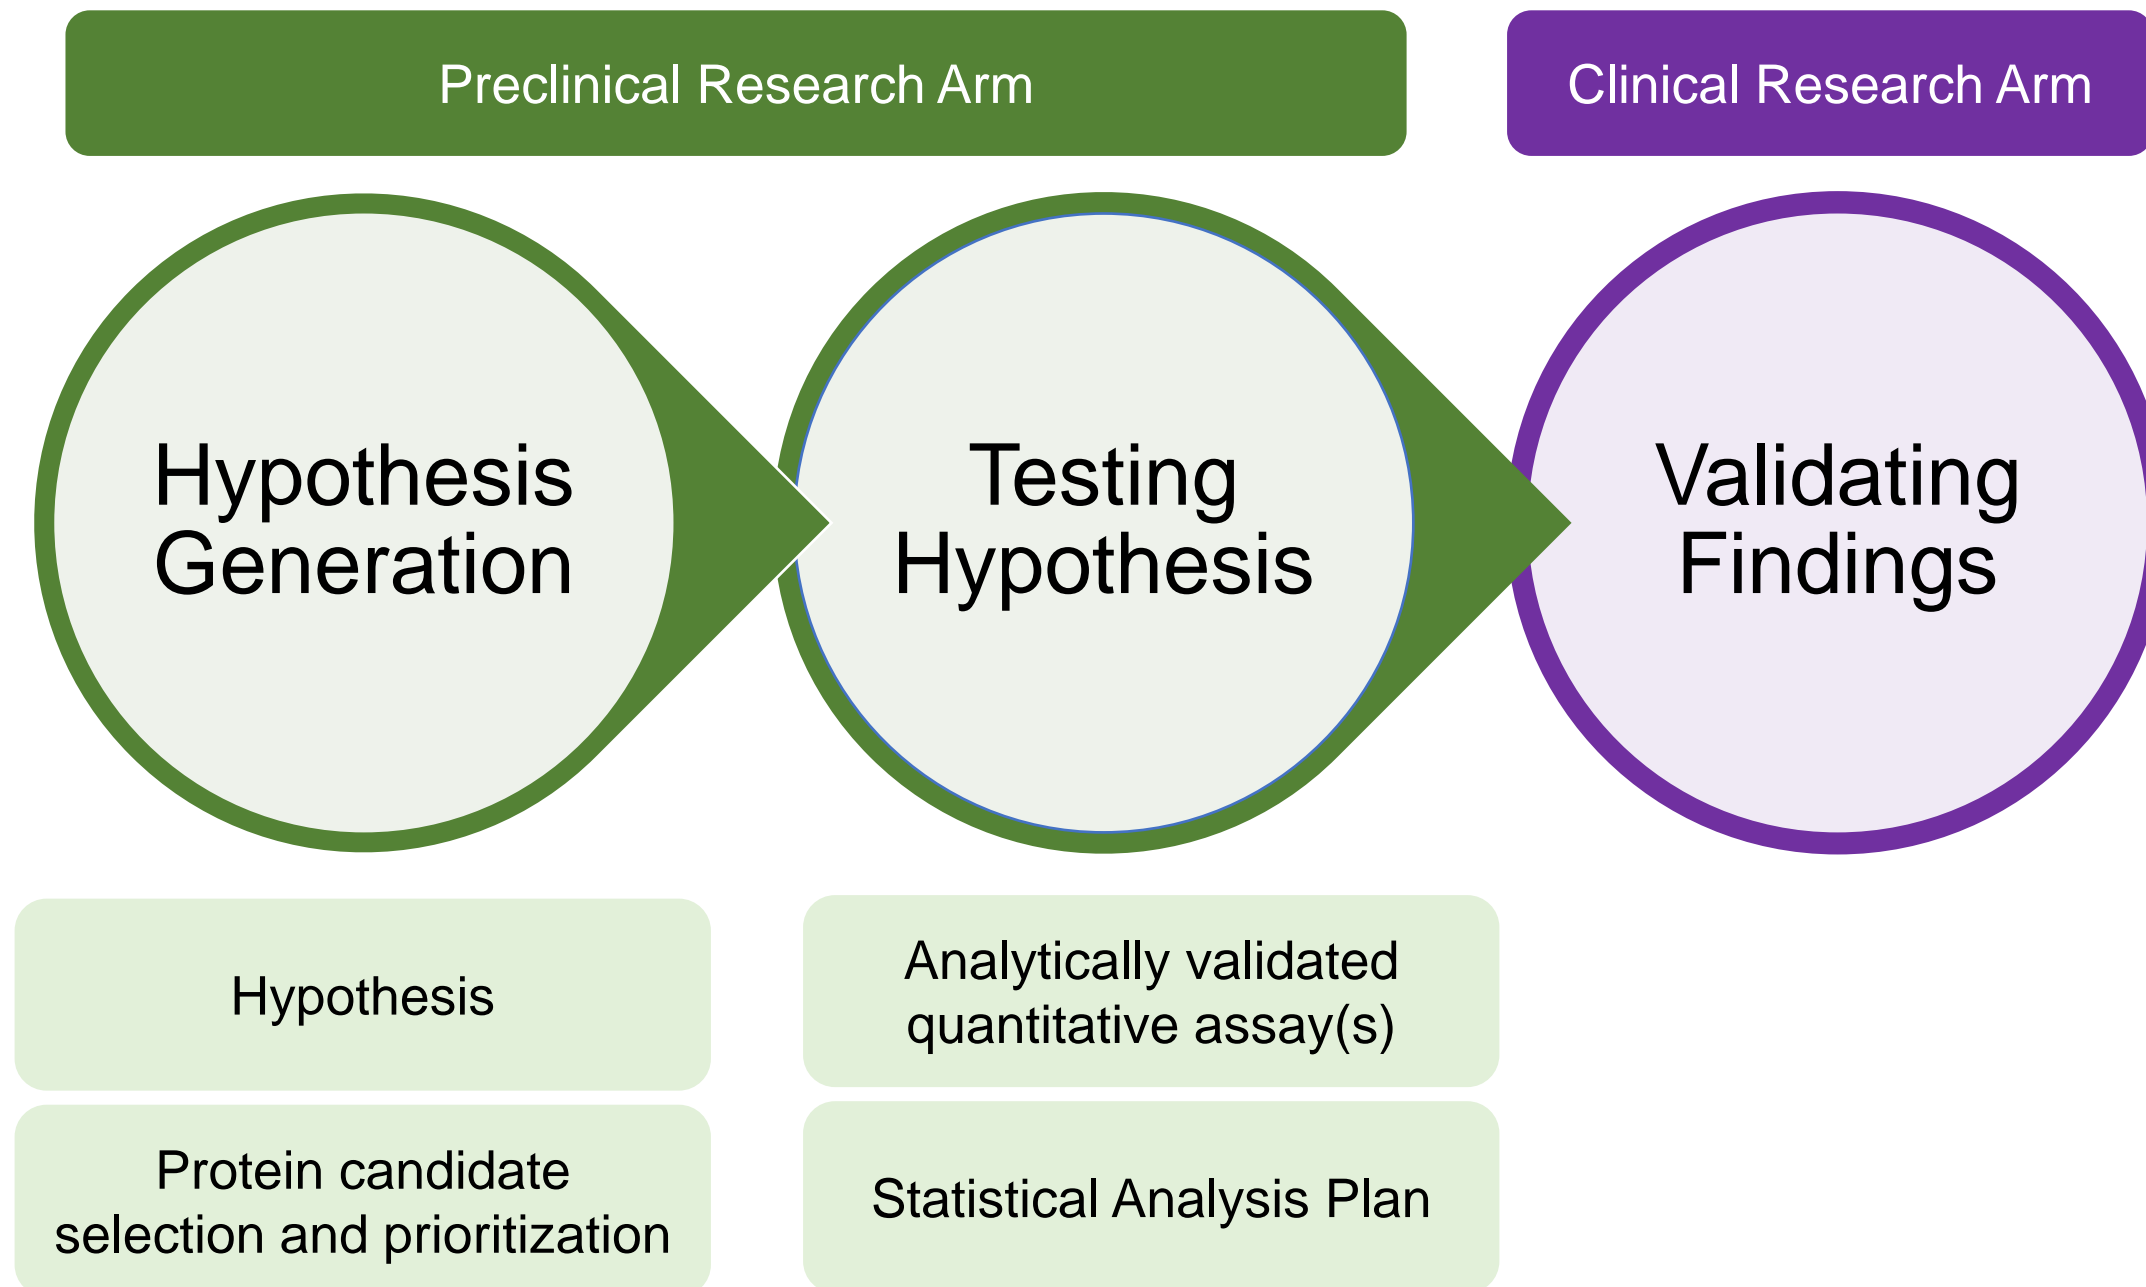 Preclinical Research Arm
Clinical Research Arm
Hypothesis
Generation
Testing
Hypothesis
Validating
Findings
Hypothesis
Analytically validated
quantitative assay(s)
Protein candidate
selection and prioritization
Statistical Analysis Plan